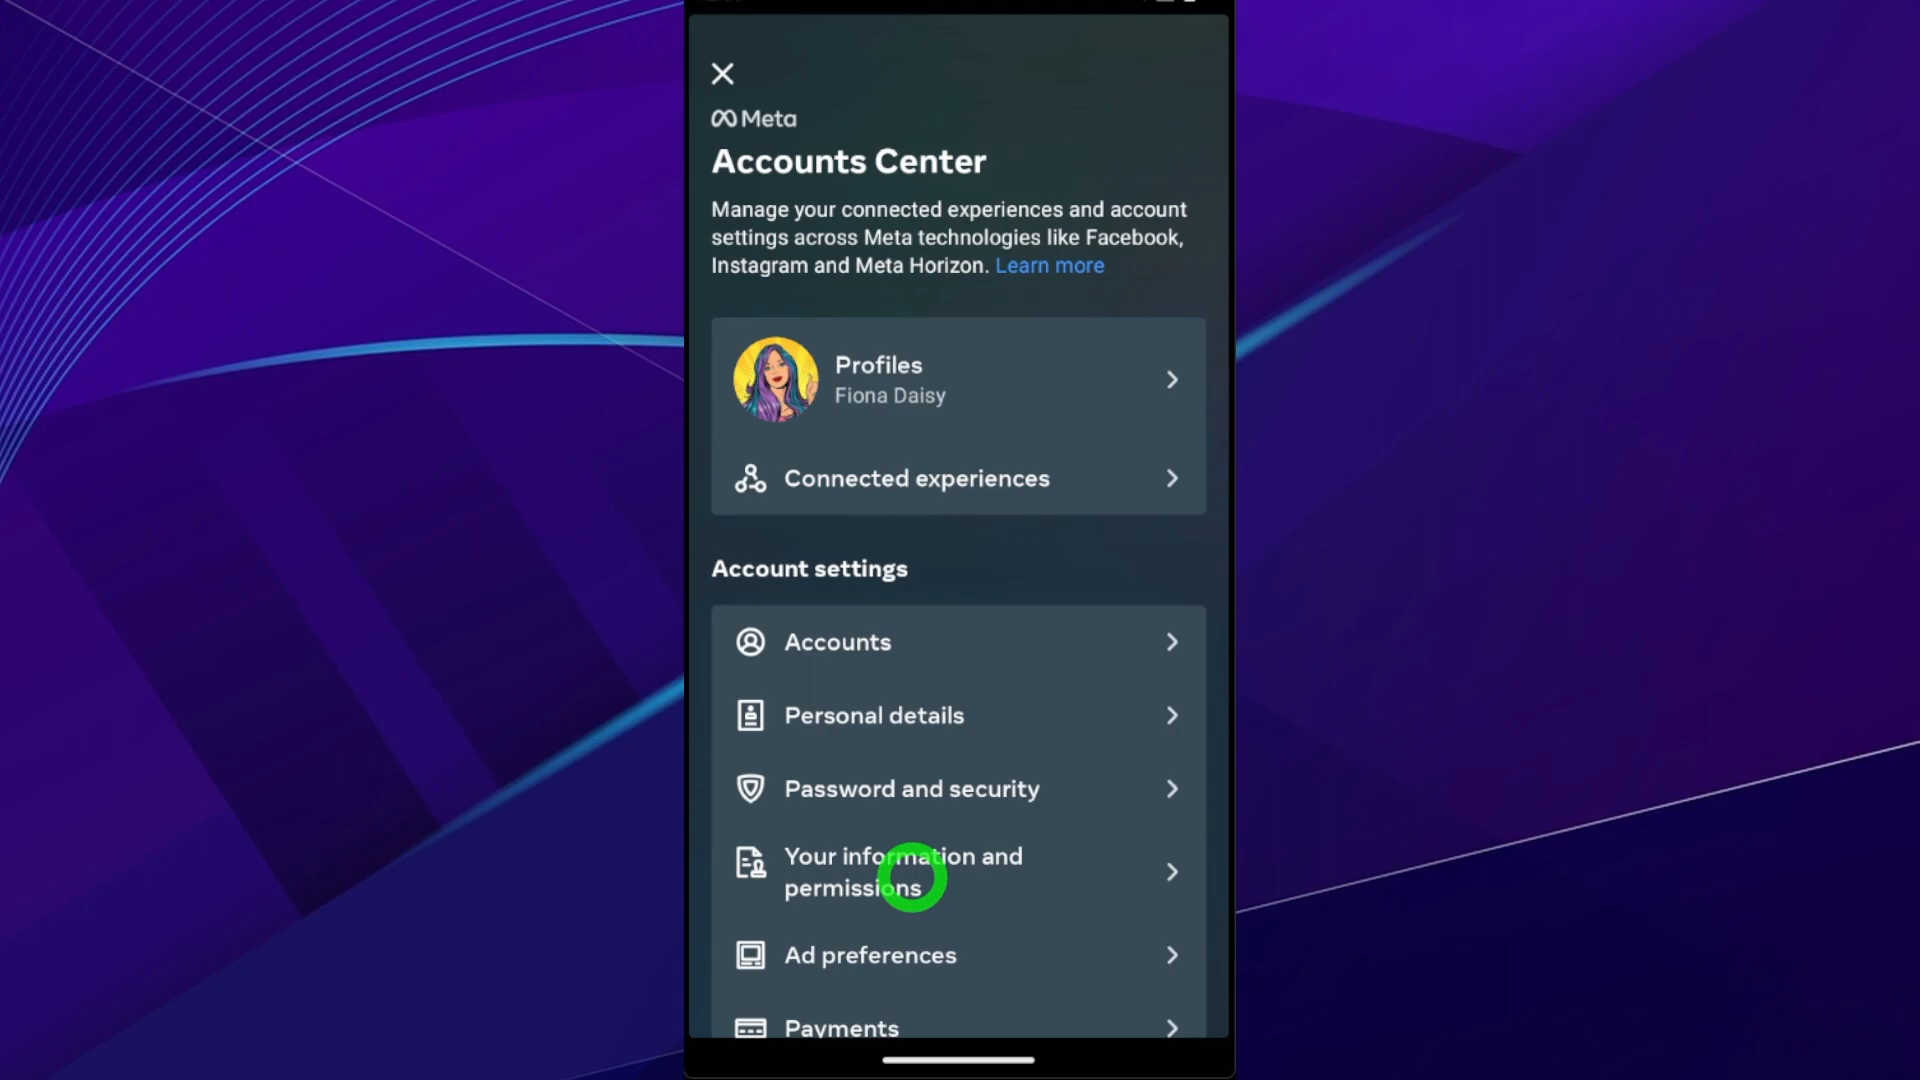 Meta
Accounts Center
Manage your connected experiences and account
settings across Meta technologies like Facebook,
Instagram and Meta Horizon. Learn more
Profiles
Fiona Daisy
Connected experiences
Account settings
Accounts
Personal details
Password and security
Your information and
permissions
Ad preferences
Payments